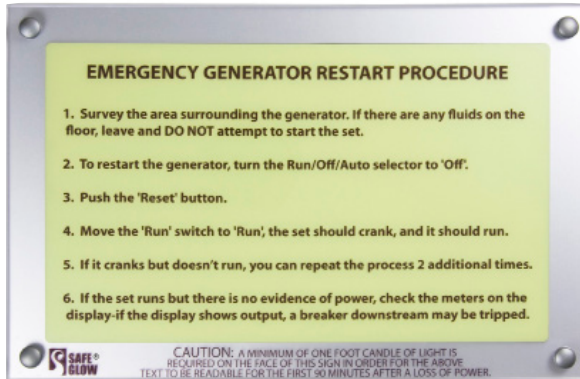 EMERGENCY GENERATOR RESTART PROCEDURE
1. Survey the area surrounding the generator. If there are any fluids on the
floor, leave and DO NOT attempt to start the set.
2. To restart the generator, turn the Run/Off/Auto selector to 'Off'.
3. Push the 'Reset' button.
4. Move the 'Run' switch to 'Run', the set should crank, and it should run.
5. If it cranks but doesn't run, you can repeat the process 2 additional times.
6. If the set runs but there is no evidence of power, check the meters on the
display-if the display shows output, a breaker downstream may be tripped.
SAFE®
GLOW
CAUTION: A MINIMUM OF ONE FOOT CANDLE OF LIGHT IS
REQUIRED ON THE FACE OF THIS SIGN IN ORDER FOR THE ABOVE
TEXT TO BE READABLE FOR THE FIRST 90 MINUTES AFTER A LOSS OF POWER.